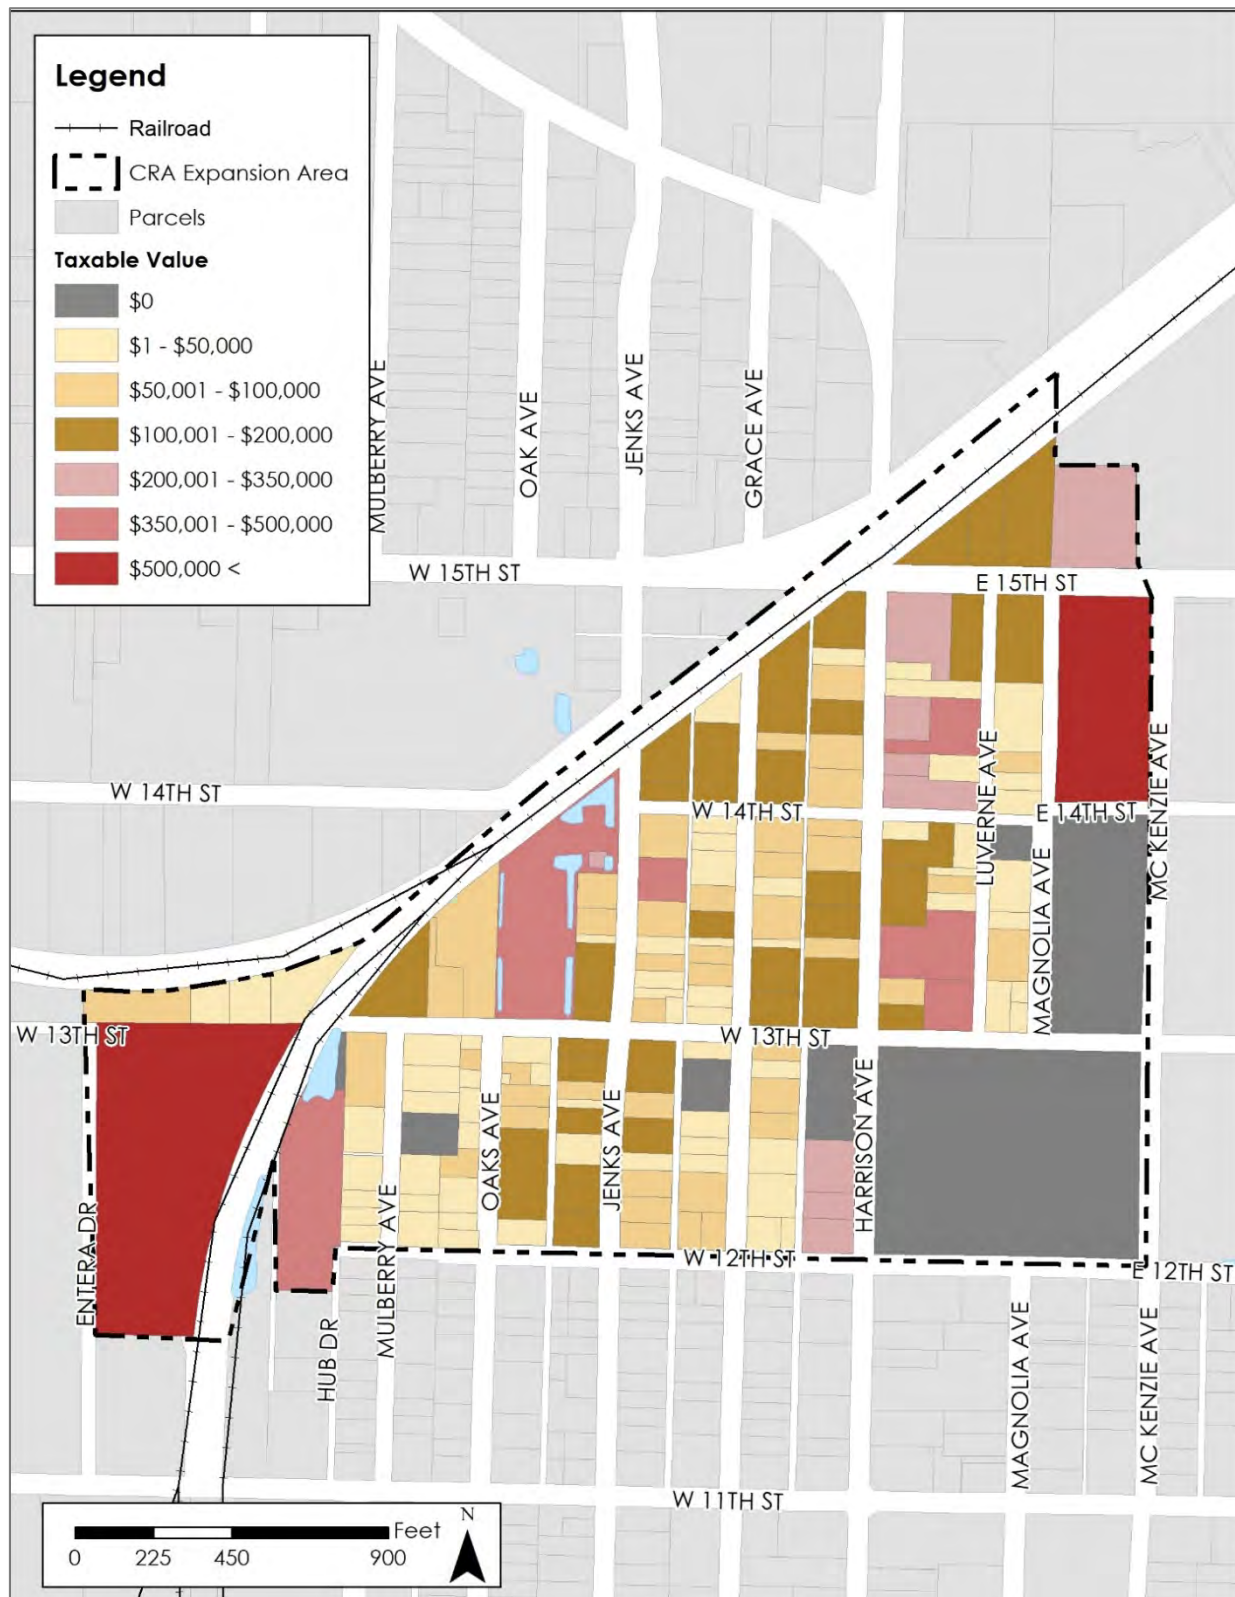 Legend
Railroad
CRA Expansion Area
Parcels
Taxable Value
$0
$1 - $50,000
$50,001 - $100,000
$100,001 - $200,000
$200,001 - $350,000
$350,001 - $500,000
$500,000 <
MULBERRY AVE
OAK AVE
JENKS AVE
GRACE AVE
W 15TH ST
E 15TH ST
W 14TH ST
W 14TH ST
E 14TH ST
LUVERNE AVE
MC KENZIE AVE
MAGNOLIA AVE
W 13TH ST
W 13TH ST
ENTERA DR
HUB DR
MULBERRY AVE
OAKS AVE
JENKS AVE
HARRISON AVE
W 12TH ST
E 12TH ST
MAGNOLIA AVE
MC KENZIE AVE
W 11TH ST
Feet
0 225 450 900
N